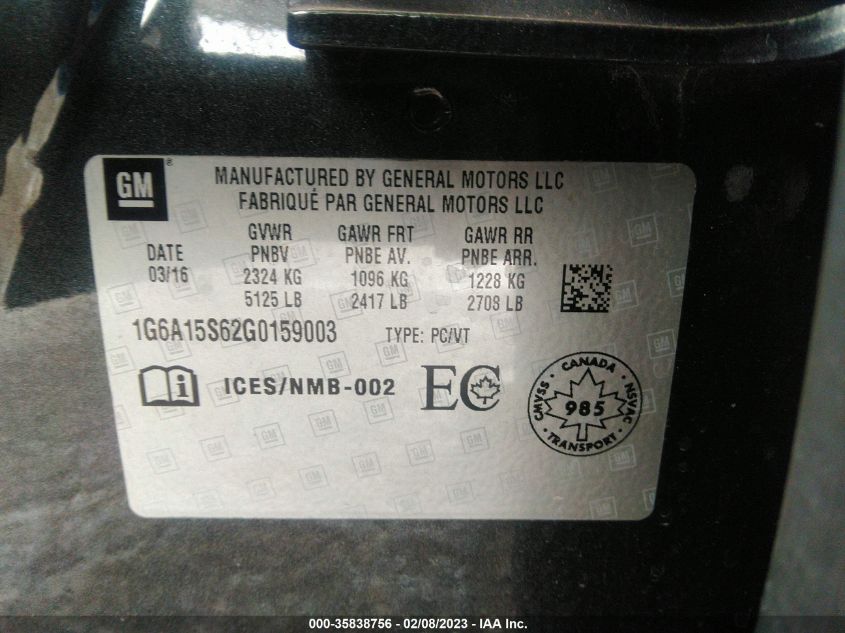 GM ®
MANUFACTURED BY GENERAL MOTORS LLC
FABRIQUÉ PAR GENERAL MOTORS LLC
GVWR GAWR FRT GAWR RR
DATE PNBV PNBE AV. PNBE ARR.
03/16 2324 KG 1096 KG 1228 KG
5125 LB 2417 LB 2708 LB
1G6A15S62G0159003 TYPE: PC/VT
i ICES/NMB-002 EC
CANADA
CMVSS 985 NSVAC
TRANSPORT
000-35838756 - 02/08/2023 - IAA Inc.